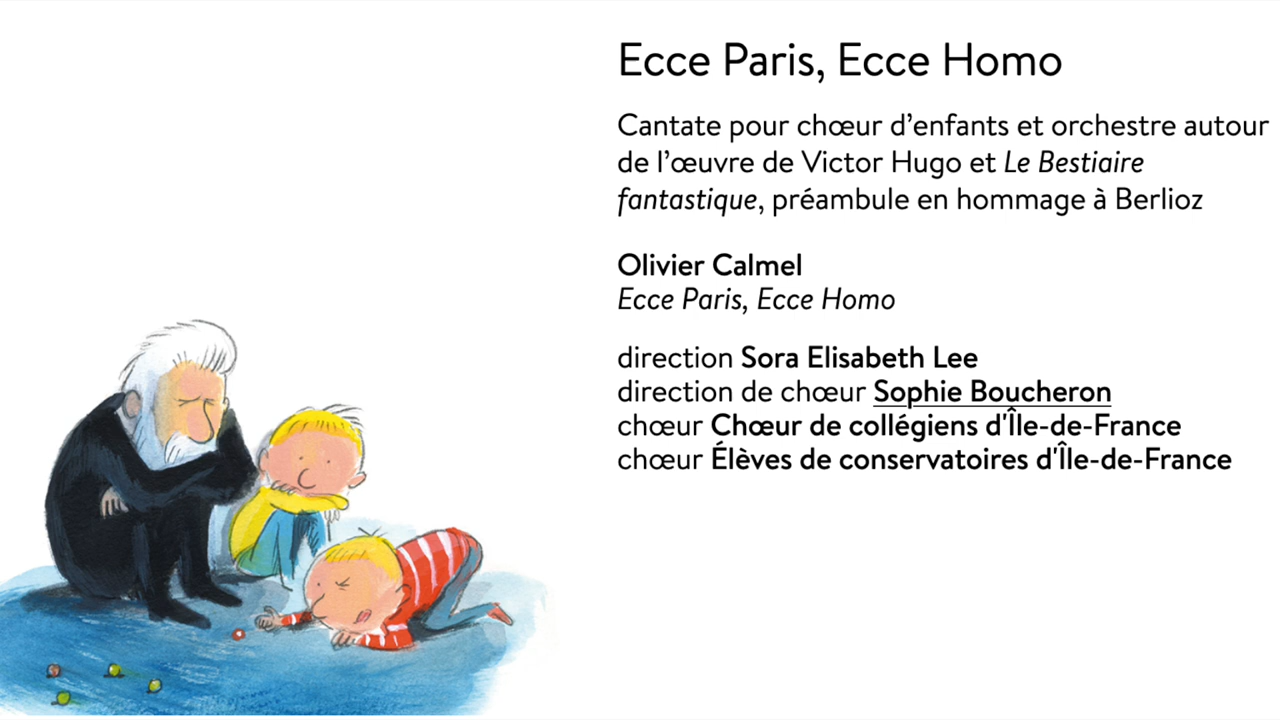 Ecce Paris, Ecce Homo
Cantate pour chœur d’enfants et orchestre autour
de l’œuvre de Victor Hugo et Le Bestiaire
fantastique, préambule en hommage à Berlioz
Olivier Calmel
Ecce Paris, Ecce Homo
direction Sora Elisabeth Lee
direction de chœur Sophie Boucheron
chœur Chœur de collégiens d'Île-de-France
chœur Élèves de conservatoires d'Île-de-France